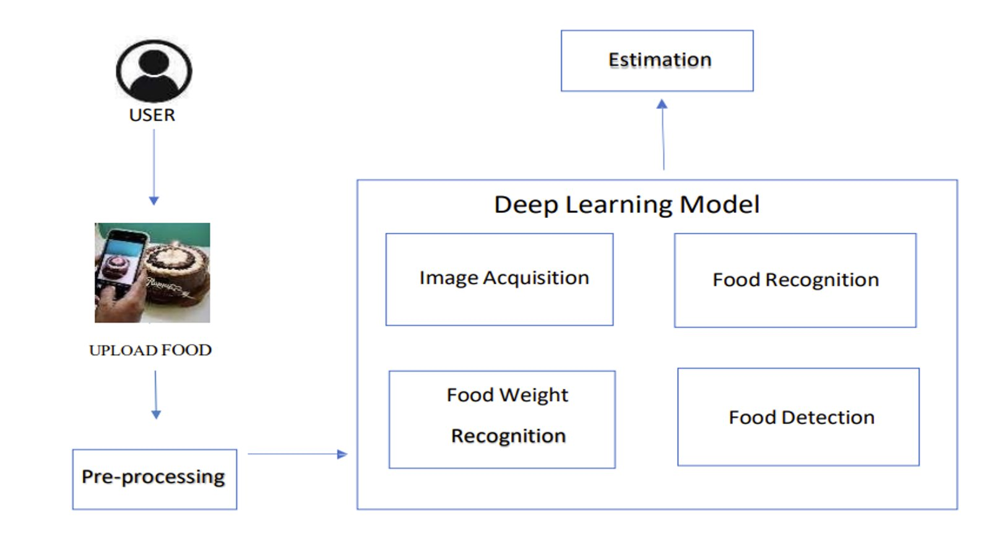 USER
UPLOAD FOOD
Pre-processing
Estimation
Deep Learning Model
Image Acquisition
Food Recognition
Food Weight
Recognition
Food Detection